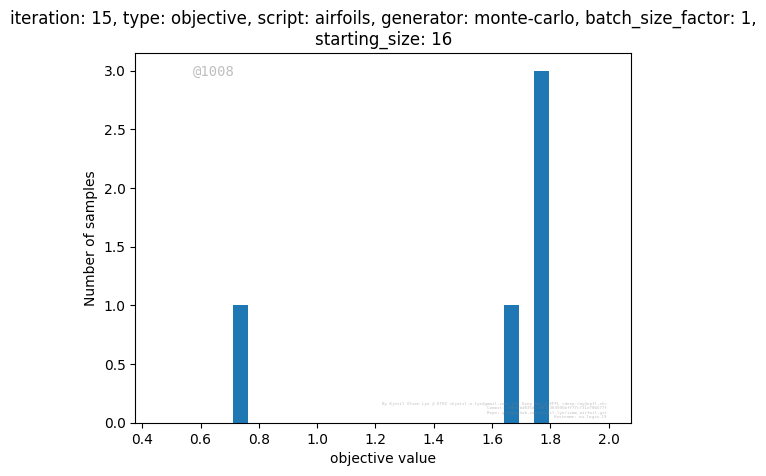 iteration: 15, type: objective, script: airfoils, generator: monte-carlo, batch_size_factor: 1,
starting_size: 16
@1008
3.0
2.5
2.0
1.5
1.0
0.5
0.0
Number of samples
0.4 0.6 0.8 1.0 1.2 1.4 1.6 1.8 2.0
objective value